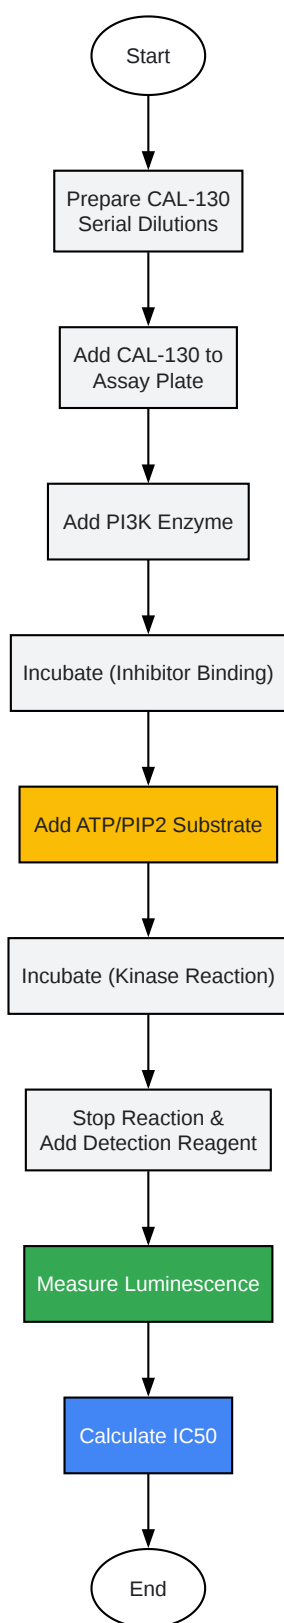 Start
Prepare CAL-130
Serial Dilutions
Add CAL-130 to
Assay Plate
Add PI3K Enzyme
Incubate (Inhibitor Binding)
Add ATP/PIP2 Substrate
Incubate (Kinase Reaction)
Stop Reaction &
Add Detection Reagent
Measure Luminescence
Calculate IC50
End